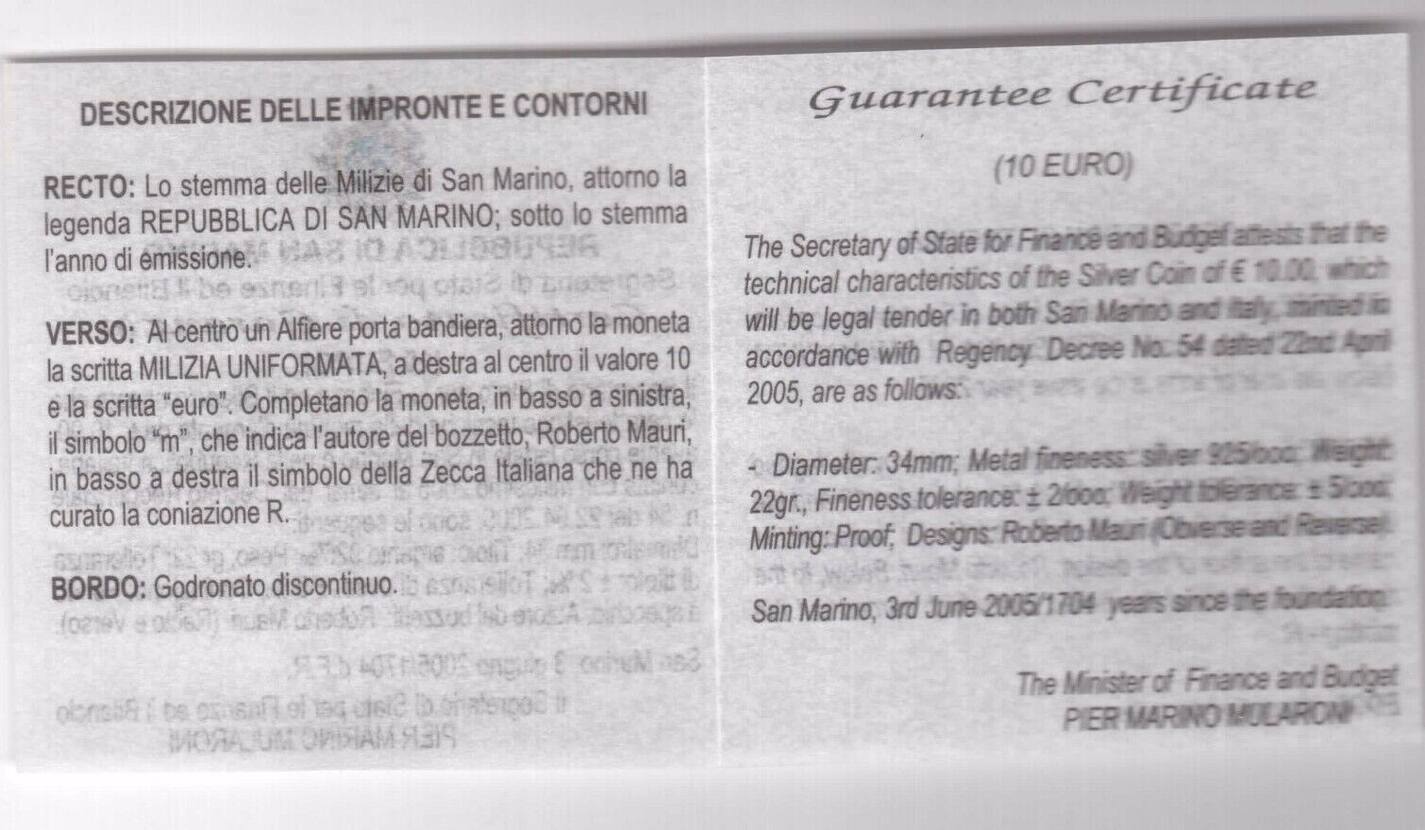 DESCRIZIONE DELLE IMPRONTE E CONTORNI
RECTO: Lo stemma delle Milizie di San Marino, attorno la
legenda REPUBBLICA DI SAN MARINO; sotto lo stemma
l'anno di emissione.
VERSO: Al centro un Alfiere porta bandiera, attorno la moneta
la scritta MILIZIA UNIFORMATA, a destra al centro il valore 10
e la scritta "euro". Completano la moneta, in basso a sinistra,
il simbolo "m", che indica l'autore del bozzetto, Roberto Mauri,
in basso a destra il simbolo della Zecca Italiana che ne ha
curato la coniazione R.
BORDO: Godronato discontinuo.
Guarantee Certificate
(10 EURO)
The Secretary of State for Finance and Budget attests that the
technical characteristics of the Silver Coin of € 10.00, which
will be legal tender in both San Marino and Italy, minted in
accordance with Regency Decree No. 54 dated 22nd April
2005, are as follows:
- Diameter: 34mm; Metal fineness: silver 925/ooo; Weight:
22gr., Fineness tolerance: ± 2/ooo; Weight tolerance: ± 5/ooo;
Minting: Proof; Designs: Roberto Mauri (Obverse and Reverse).
San Marino, 3rd June 2005/1704 years since the foundation.
The Minister of Finance and Budget
PIER MARINO MULARONI